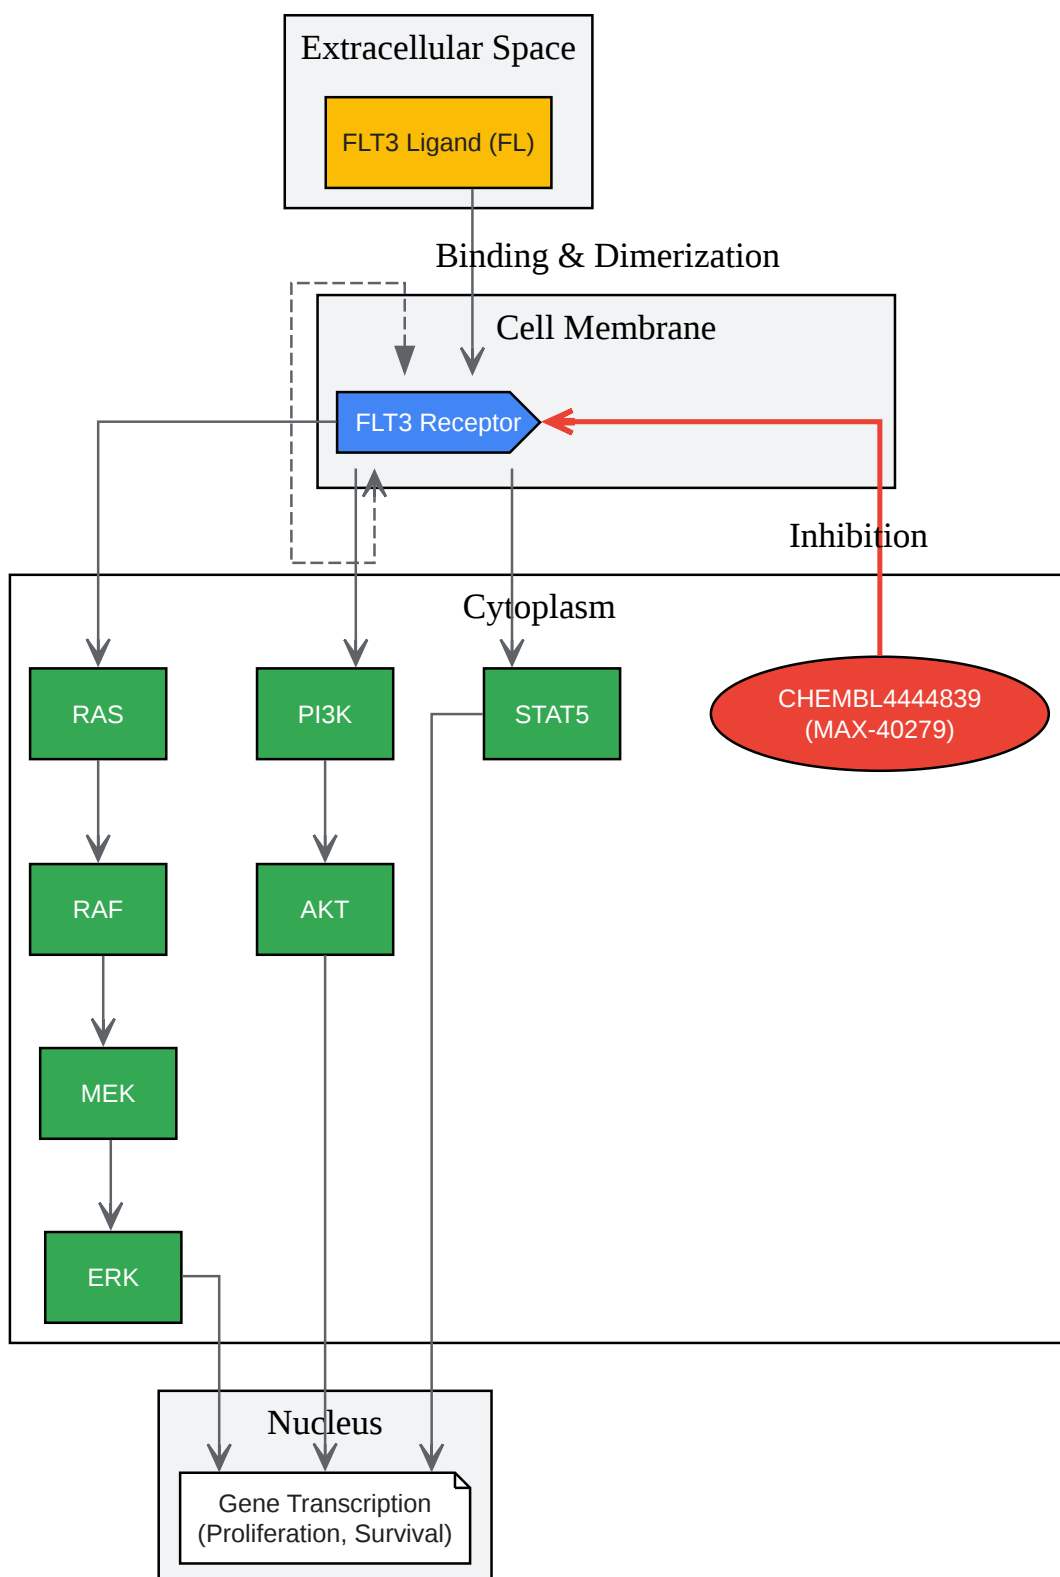 Extracellular Space
FLT3 Ligand (FL)
Binding & Dimerization
Cell Membrane
FLT3 Receptor
Inhibition
Cytoplasm
RAS
PI3K
STAT5
CHEMBL4444839
(MAX-40279)
RAF
AKT
MEK
ERK
Nucleus
Gene Transcription
(Proliferation, Survival)